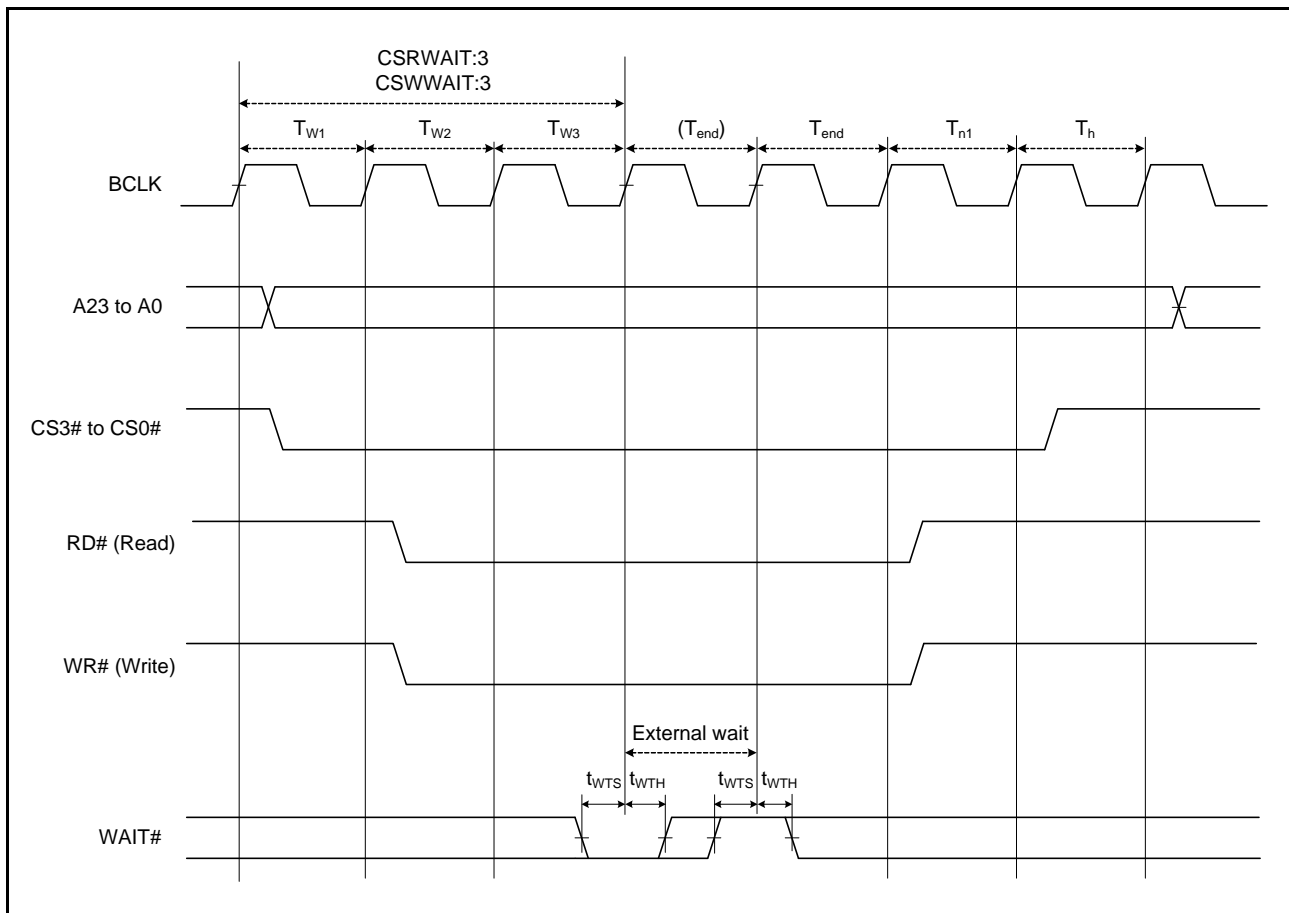 CSRWAIT:3
CSWWAIT:3
TW1 TW2 TW3 (Tend) Tend Tn1 Th
BCLK
A23 to A0
CS3# to CS0#
RD# (Read)
WR# (Write)
External wait
tWTS tWTH tWTS tWTH
WAIT#